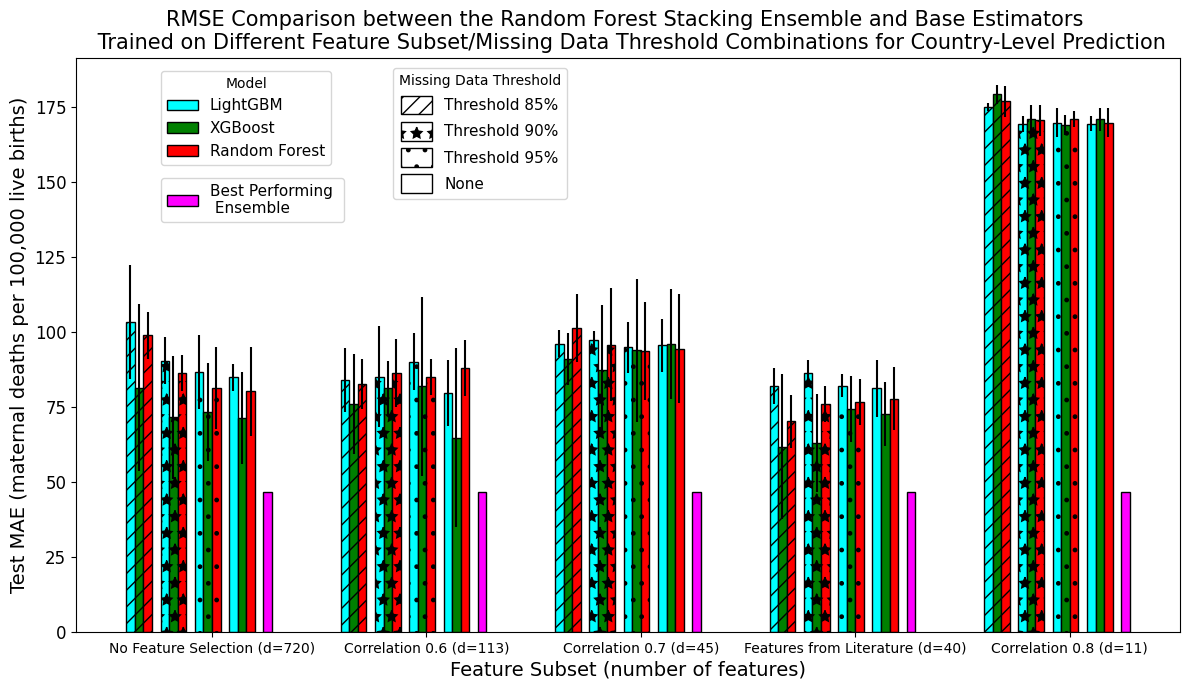 RMSE Comparison between the Random Forest Stacking Ensemble and Base Estimators
Trained on Different Feature Subset/Missing Data Threshold Combinations for Country-Level Prediction
Test MAE (maternal deaths per 100,000 live births)
175
150
125
100
75
50
25
0
Model
LightGBM
XGBoost
Random Forest
Best Performing
Ensemble
Missing Data Threshold
Threshold 85%
Threshold 90%
Threshold 95%
None
No Feature Selection (d=720)
Correlation 0.6 (d=113)
Correlation 0.7 (d=45)
Features from Literature (d=40)
Correlation 0.8 (d=11)
Feature Subset (number of features)